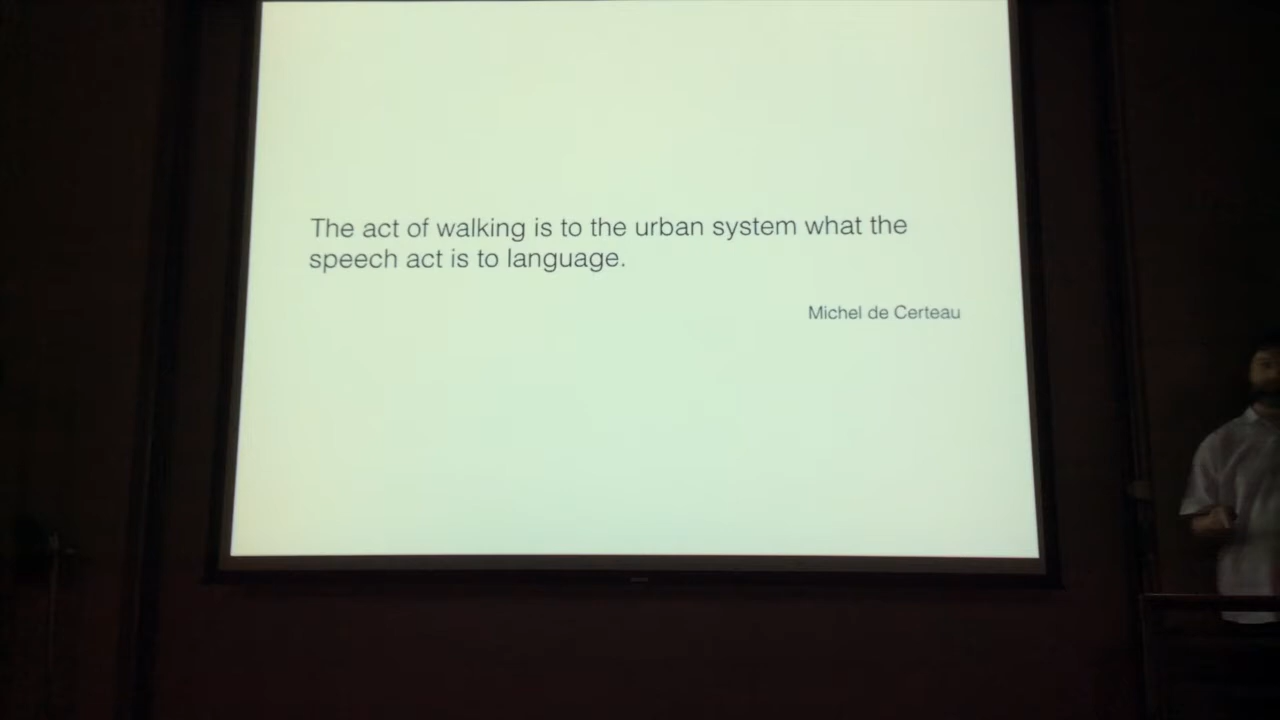 The act of walking is to the urban system what the
speech act is to language.
Michel de Certeau